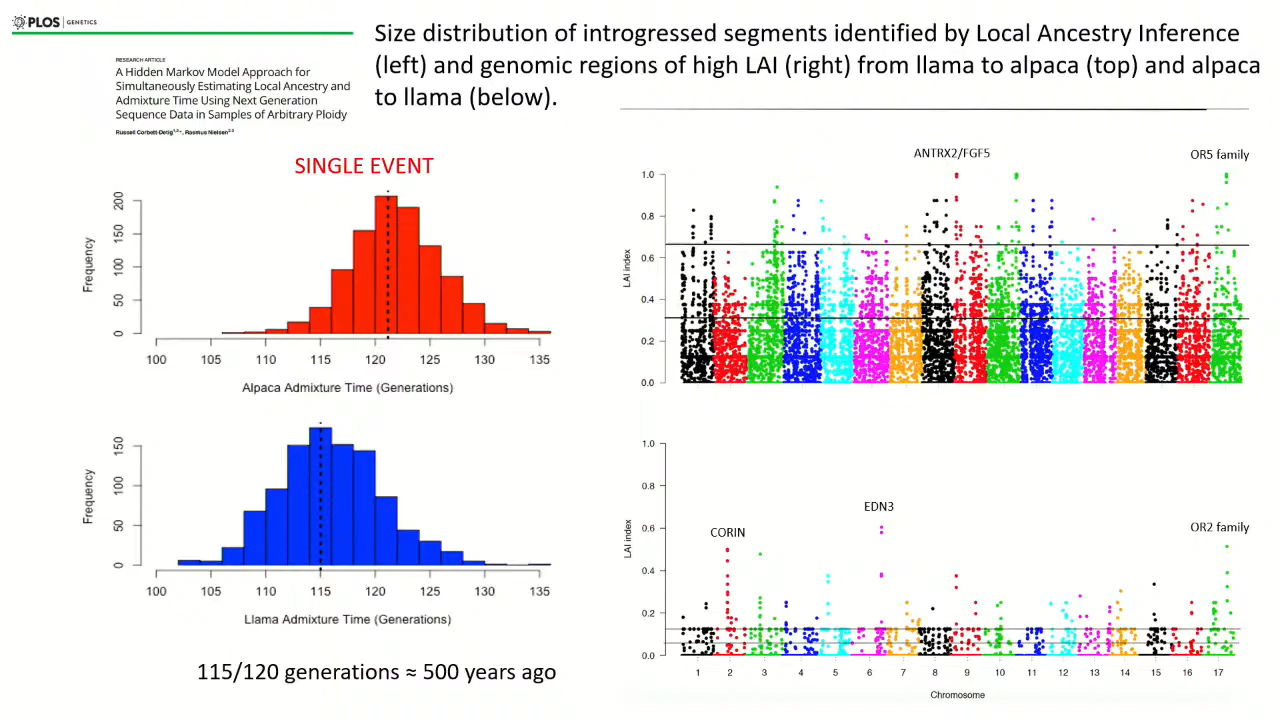 PLOS | GENETICS
Size distribution of introgressed segments identified by Local Ancestry Inference
(left) and genomic regions of high LAI (right) from llama to alpaca (top) and alpaca
to llama (below).
RESEARCH ARTICLE
A Hidden Markov Model Approach for
Simultaneously Estimating Local Ancestry and
Admixture Time Using Next Generation
Sequence Data in Samples of Arbitrary Ploidy
Russell Corbett-Detig1,2*, Rasmus Nielsen2,3
SINGLE EVENT
Frequency
200
150
100
50
0
100 105 110 115 120 125 130 135
Alpaca Admixture Time (Generations)
Frequency
150
100
50
0
100 105 110 115 120 125 130 135
Llama Admixture Time (Generations)
115/120 generations ≈ 500 years ago
ANTRX2/FGF5
OR5 family
LAI index
1.0
0.8
0.6
0.4
0.2
0.0
CORIN
EDN3
OR2 family
LAI index
1.0
0.8
0.6
0.4
0.2
0.0
1 2 3 4 5 6 7 8 9 10 11 12 13 14 15 16 17
Chromosome